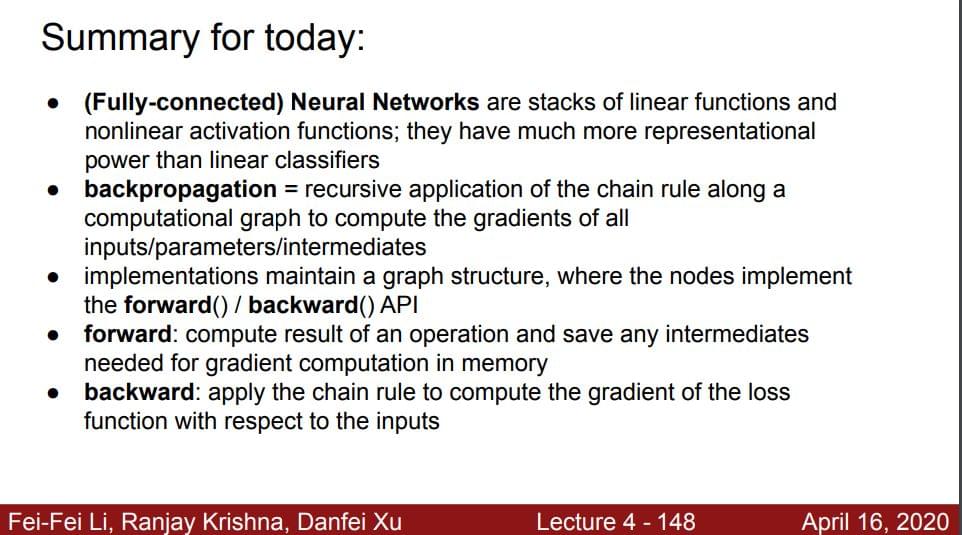 Summary for today:
● (Fully-connected) Neural Networks are stacks of linear functions and
nonlinear activation functions; they have much more representational
power than linear classifiers
● backpropagation = recursive application of the chain rule along a
computational graph to compute the gradients of all
inputs/parameters/intermediates
● implementations maintain a graph structure, where the nodes implement
the forward() / backward() API
● forward: compute result of an operation and save any intermediates
needed for gradient computation in memory
● backward: apply the chain rule to compute the gradient of the loss
function with respect to the inputs
Fei-Fei Li, Ranjay Krishna, Danfei Xu Lecture 4 - 148 April 16, 2020